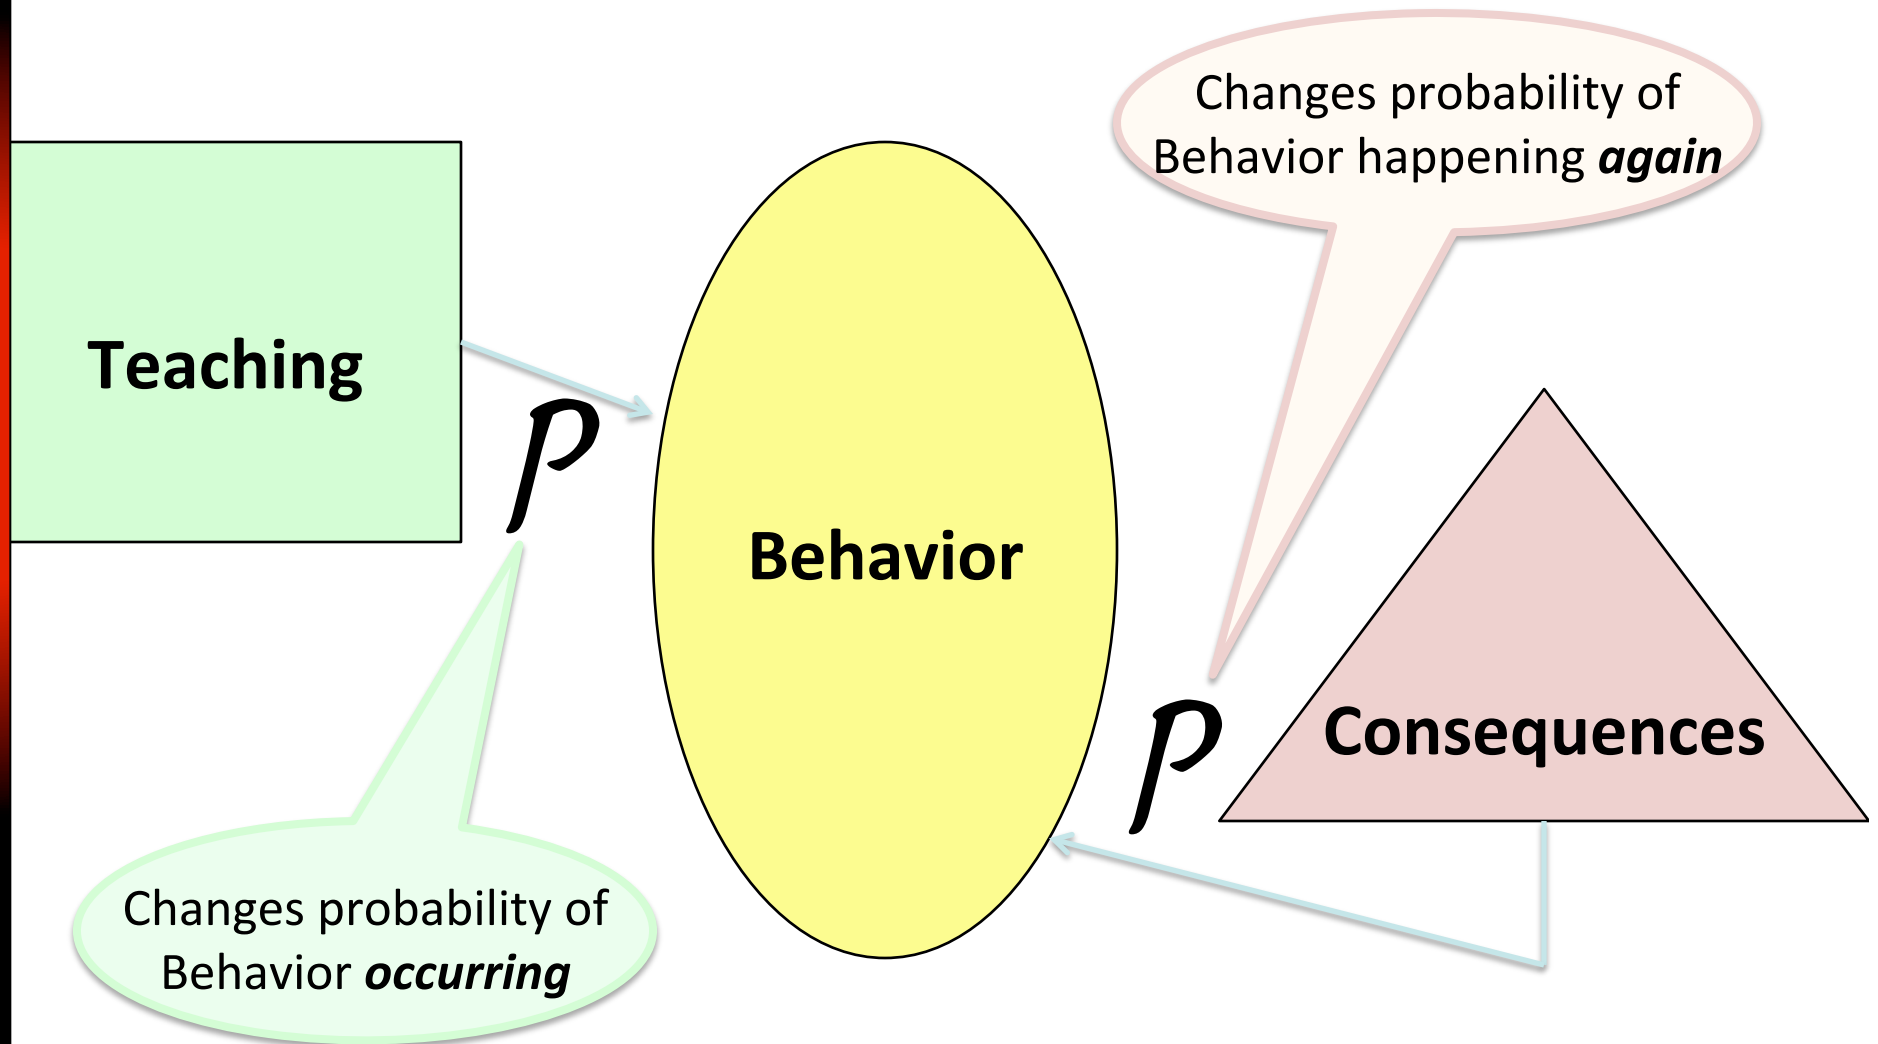 Changes probability of
Behavior happening again
Teaching
P
Behavior
P
Consequences
Changes probability of
Behavior occurring